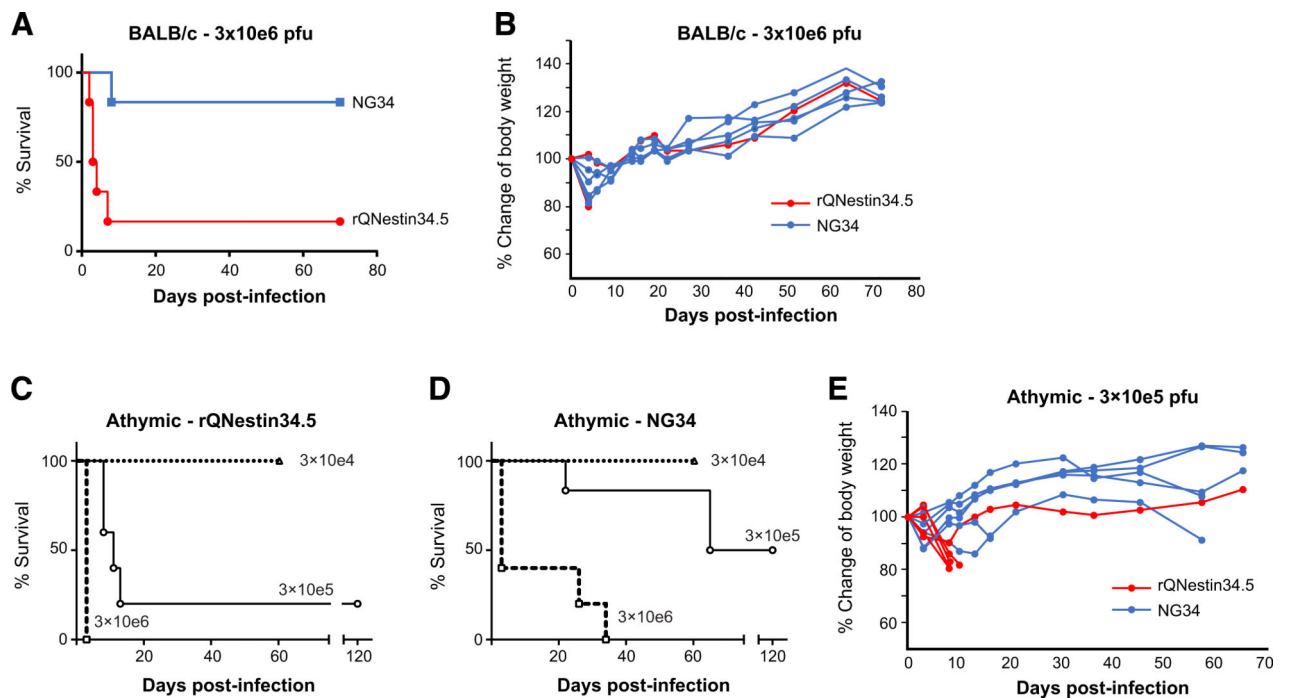 A
BALB/c - 3x10e6 pfu
% Survival
100
50
0
NG34
rQNestin34.5
0 20 40 60 80
Days post-infection
B
BALB/c - 3x10e6 pfu
% Change of body weight
140
120
100
80
60
rQNestin34.5
NG34
0 10 20 30 40 50 60 70 80
Days post-infection
C
Athymic - rQNestin34.5
% Survival
100
50
0
3×10e4
3×10e5
3×10e6
20 40 60 120
Days post-infection
D
Athymic - NG34
% Survival
100
50
0
3×10e4
3×10e5
3×10e6
20 40 60 120
Days post-infection
E
Athymic - 3×10e5 pfu
% Change of body weight
140
120
100
80
60
rQNestin34.5
NG34
0 10 20 30 40 50 60 70
Days post-infection